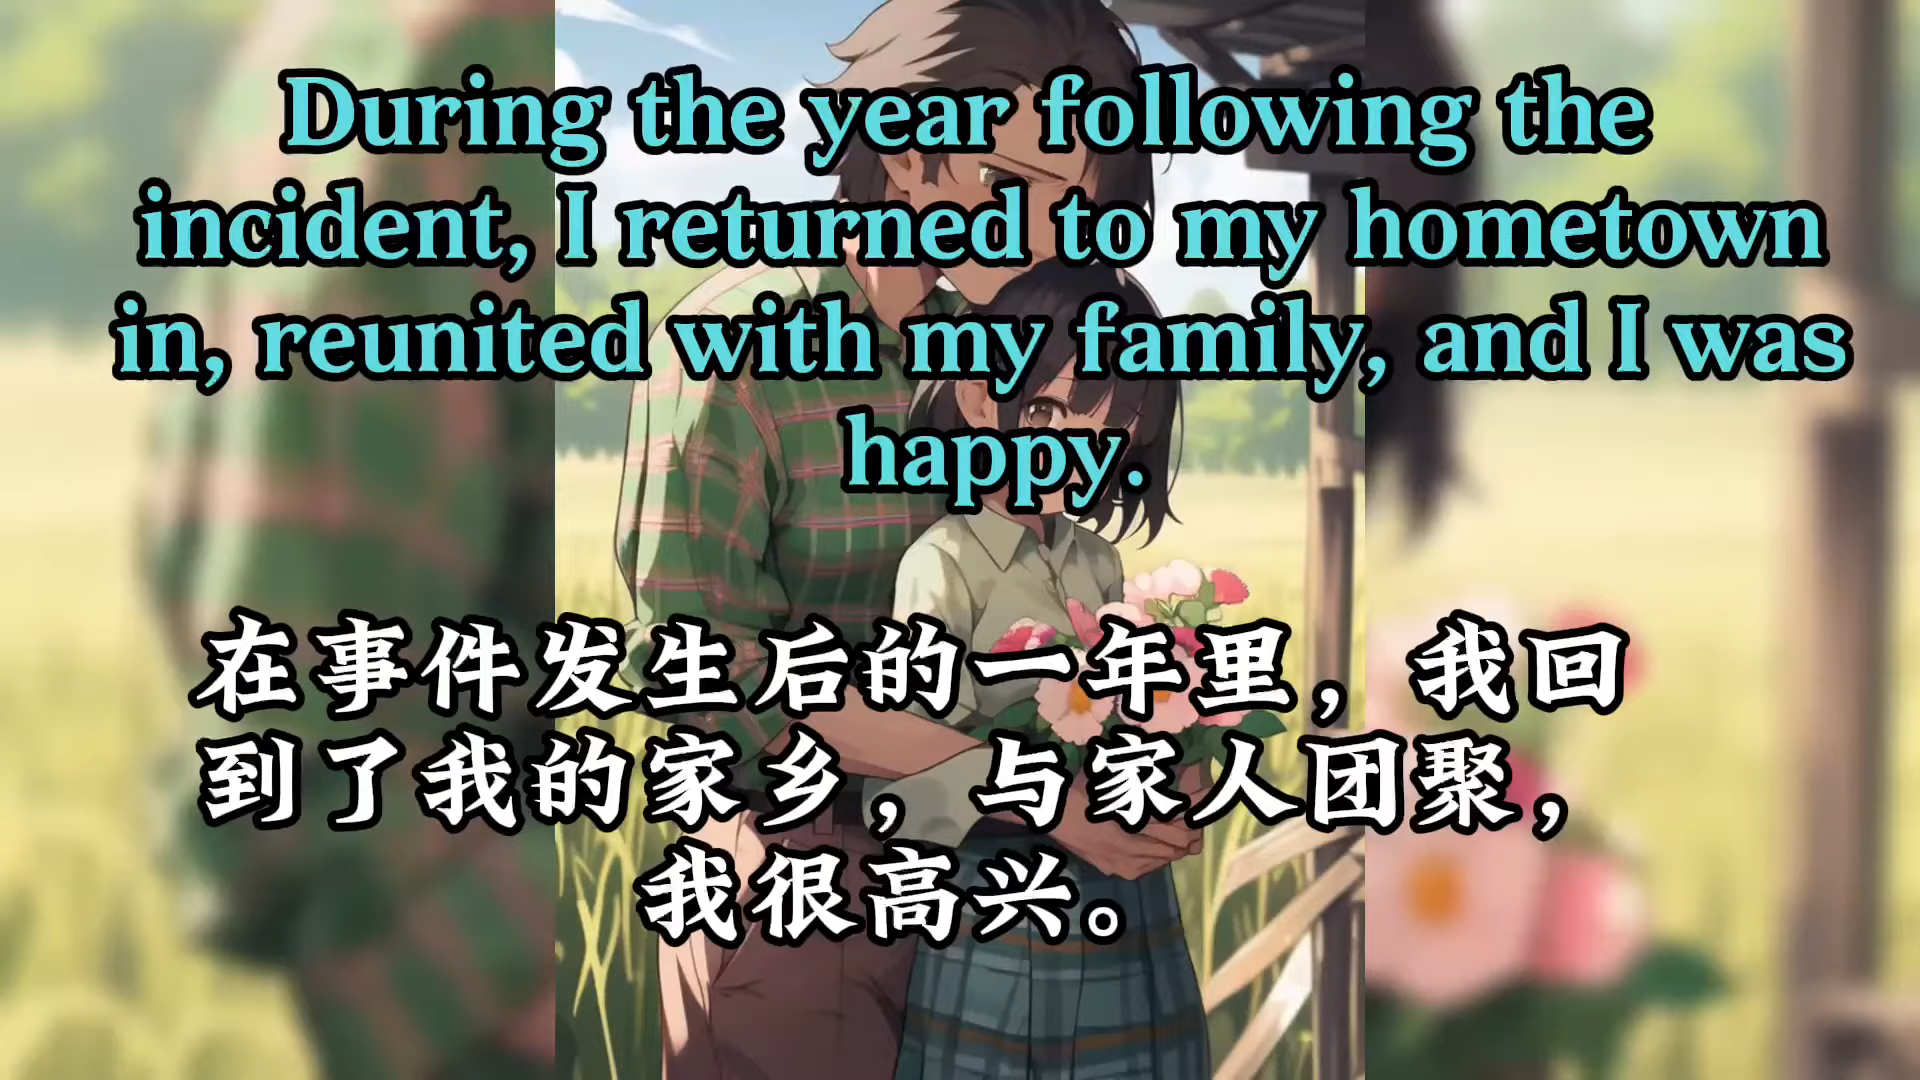 During the year following the
incident, I returned to my hometown
in, reunited with my family, and I was
happy.
在事件发生后的一年里，我回
到了我的家乡，与家人团聚，
我很高兴。